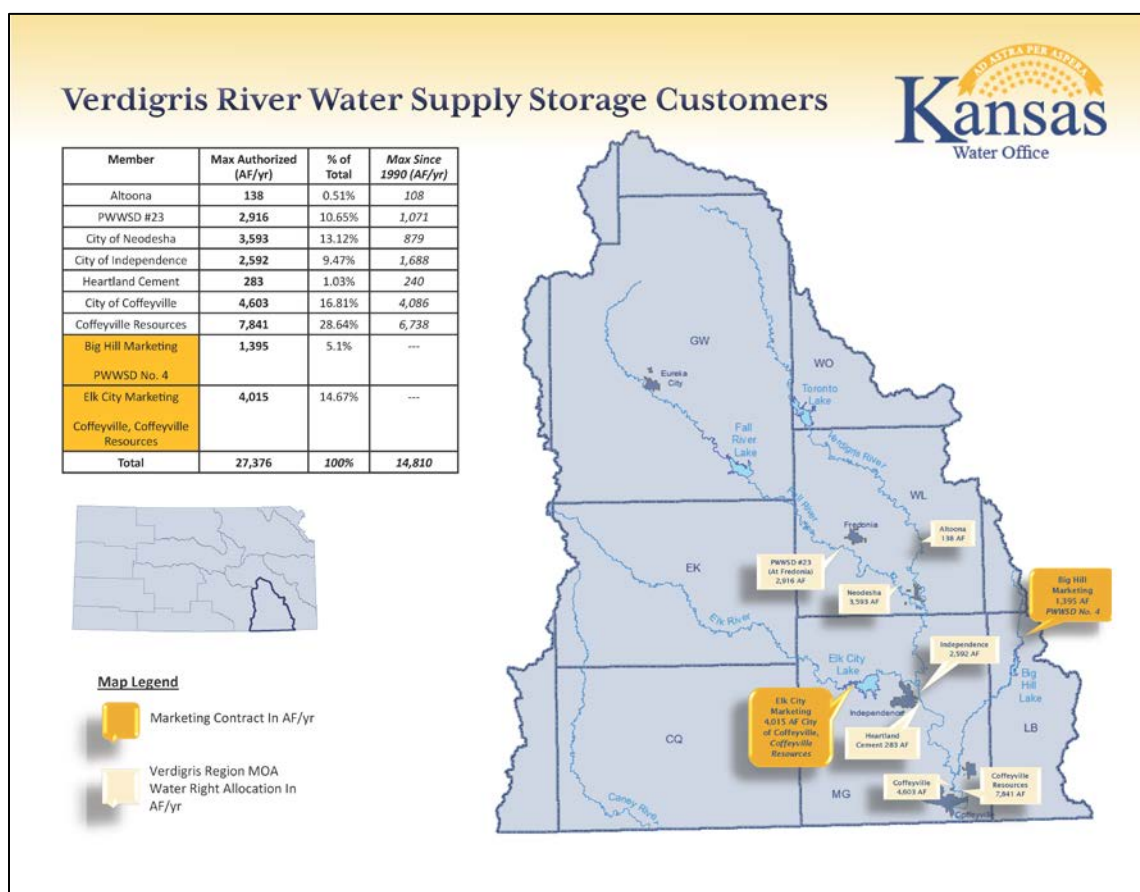 Verdigris River Water Supply Storage Customers
AD ASTRA PER ASPERA
Kansas
Water Office
Member Max Authorized (AF/yr) % of Total Max Since 1990 (AF/yr)
Altoona 138 0.51% 108
PWWSD #23 2,916 10.65% 1,071
City of Neodesha 3,593 13.12% 879
City of Independence 2,592 9.47% 1,688
Heartland Cement 283 1.03% 240
City of Coffeyville 4,603 16.81% 4,086
Coffeyville Resources 7,841 28.64% 6,738
Big Hill Marketing 1,395 5.1% ---
PWWSD No. 4
Elk City Marketing 4,015 14.67% ---
Coffeyville, Coffeyville
Resources
Total 27,376 100% 14,810
Map Legend
Marketing Contract In AF/yr
Verdigris Region MOA
Water Right Allocation In
AF/yr
GW
WO
Eureka
City
Toronto
Lake
Fall
River
Lake
Verdigris River
WL
Fall River
Fredonia
Altoona
138 AF
PWWSD #23
(At Fredonia)
2,916 AF
EK
Neodesha
3,593 AF
Big Hill
Marketing
1,395 AF
PWWSD No. 4
Elk River
Independence
2,592 AF
Elk City
Lake
Big
Hill
Lake
Elk City
Marketing
4,015 AF City
of Coffeyville,
Coffeyville
Resources
Independence
Heartland
Cement 283 AF
LB
CQ
Coffeyville
4,603 AF
Coffeyville
Resources
7,841 AF
MG
Caney River
Coffeyville